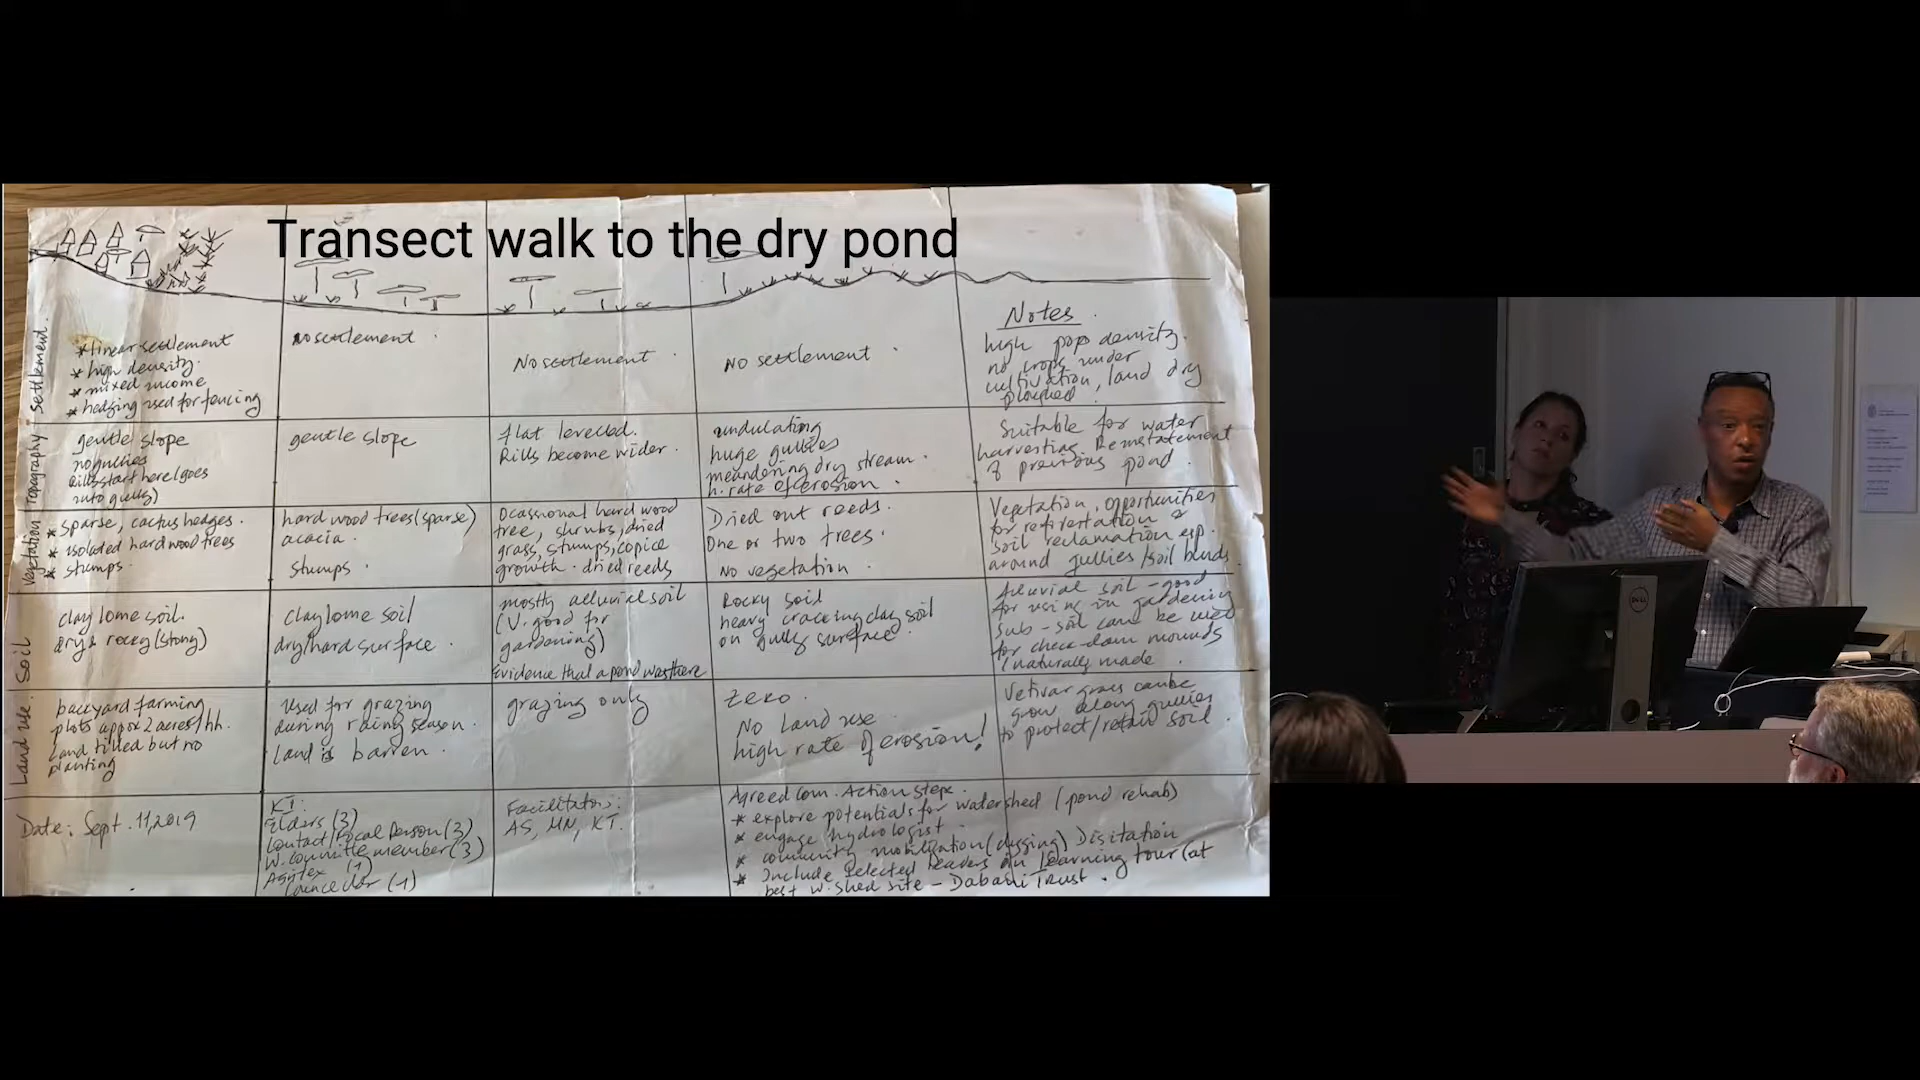 Transect walk to the dry pond
Settlement.
* linear settlement
* high density.
* mixed income
* hedging used for fencing
no settlement.
No settlement.
No settlement.
Notes.
high pop density.
no crops under
cultivation, land dry
ploughed.
Topography
gentle slope
no gullies
rills start here (goes
into gully)
gentle slope
flat levelled.
Rills become wider.
undulating
huge gullies
meandering dry stream.
h. rate of erosion.
Suitable for water
harvesting. Reinstatement
of previous pond.
Vegetation
* sparse, cactus hedges.
* isolated hard wood trees
* stumps.
hard wood trees (sparse)
acacia.
stumps.
Ocassional hard wood
tree, shrubs, dried
grass, stumps, copice
growth. dried reeds
Dried out reeds.
One or two trees.
No vegetation.
Vegetation, opportunities
for reforestation &
soil reclamation esp.
around gullies/soil bunds.
Soil
clay lome soil.
dry & rocky (stony)
clay lome soil
dry/hard surface.
mostly alluvial soil
(V. good for
gardening)
Evidence that a pond was there
Rocky soil
heavy cracking clay soil
on gully surface.
Alluvial soil - good
for using in gardening
Sub-soil can be used
for check-dam mounds
(naturally made.
Land use.
backyard farming
plots approx 2 acres/hh.
land tilled but no
planting
Used for grazing
during rainy season.
land is barren.
grazing only
Zero.
No land use.
high rate of erosion!
Vetivar grass can be
grow along gullies
to protect/retain soil.
Date: Sept. 11, 2019
KI:
Elders (3)
Contact/Focal Person (3)
W. Committe member (3)
Agritex (1)
Councellor (1)
Facilitators:
AS, MN, KT.
Agreed com. Action steps.
* explore potentials for watershed (pond rehab)
* engage hydrologist.
* community mobilization (digging) Disitation
* Include selected leaders on learning tour (at
best w.shed site - Dabani Trust.
DELL